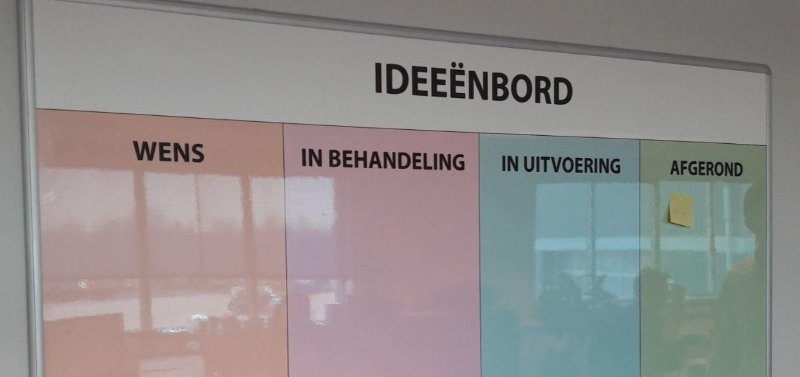 IDEEËNBORD
WENS
IN BEHANDELING
IN UITVOERING
AFGEROND